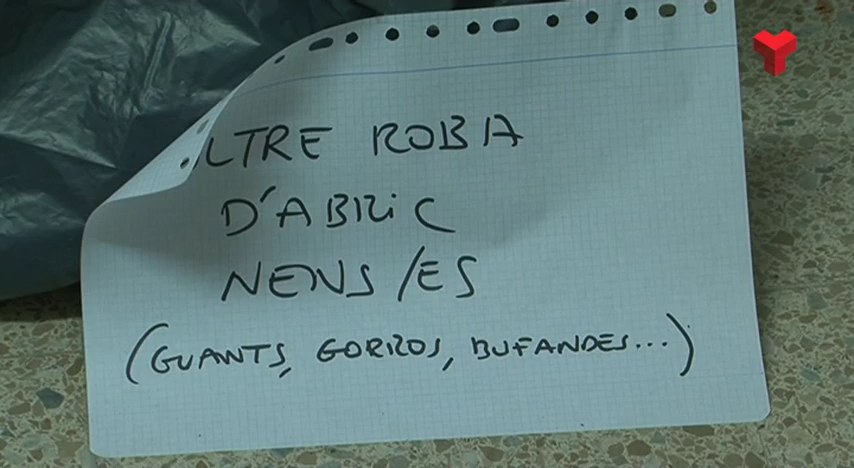 LTRE ROBA
D'ABRIC
NENS/ES
(GUANTS, GORROS, BUFANDES...)